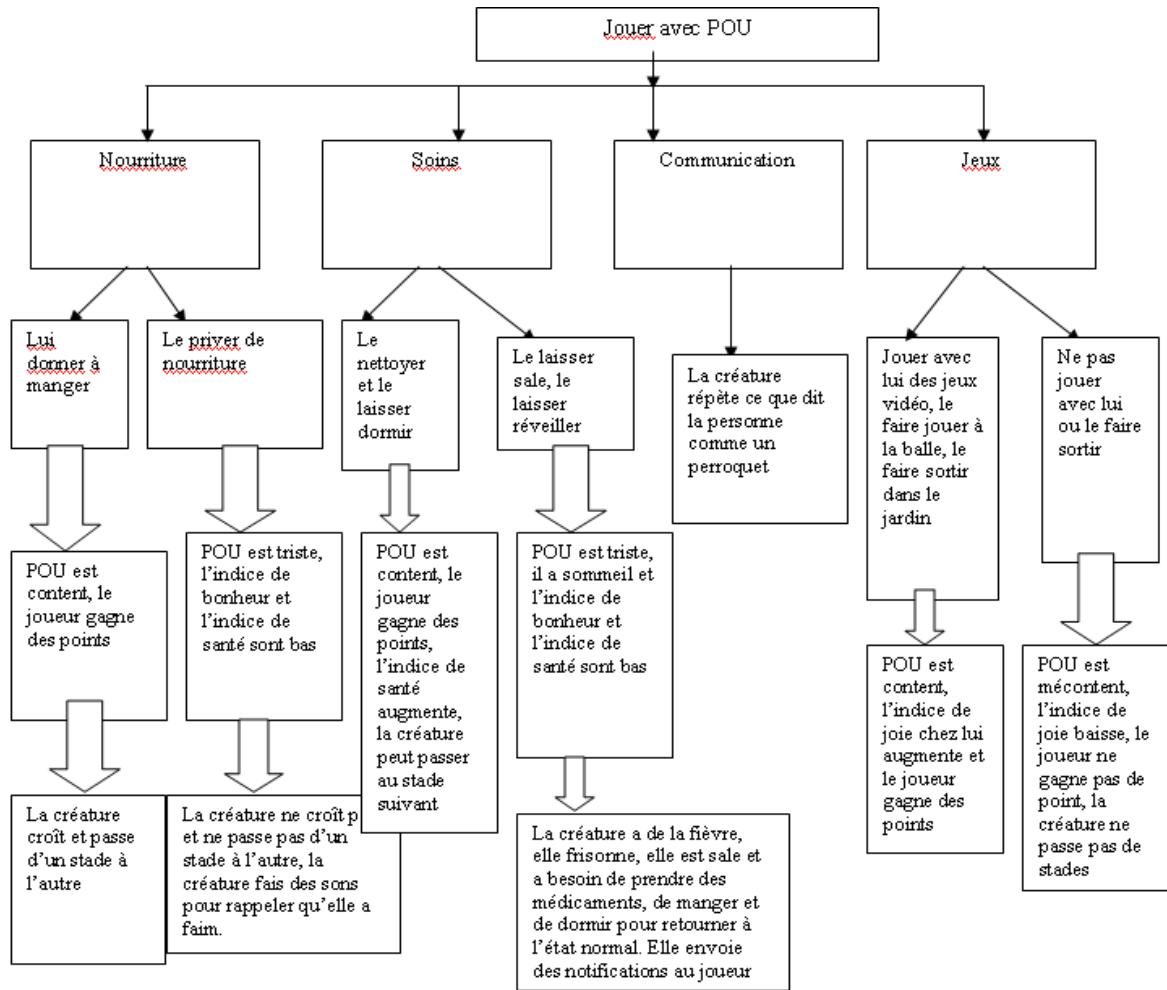 Jouer avec POU
Nourriture
Soins
Communication
Jeux
Lui
donner à
manger
Le priver de
nourriture
Le
nettoyer
et le
laisser
dormir
Le laisser
sale, le
laisser
réveiller
La créature
répète ce que dit
la personne
comme un
perroquet
Jouer avec
lui des jeux
vidéo, le
faire jouer à
la balle, le
faire sortir
dans le
jardin
Ne pas
jouer
avec lui
ou le faire
sortir
POU est
content, le
joueur gagne
des points
POU est triste,
l'indice de
bonheur et
l'indice de
santé sont bas
POU est
content, le
joueur
gagne des
points,
l'indice de
santé
augmente,
la créature
peut passer
au stade
suivant
POU est triste,
il a sommeil et
l'indice de
bonheur et
l'indice de
santé sont bas
POU est
content,
l'indice de
joie chez lui
augmente et
le joueur
gagne des
points
POU est
mécontent,
l'indice de
joie baisse, le
joueur ne
gagne pas de
point, la
créature ne
passe pas de
stades
La créature
croît et passe
d'un stade à
l'autre
La créature ne croît p
et ne passe pas d'un
stade à l'autre, la
créature fais des sons
pour rappeler qu'elle a
faim.
La créature a de la fièvre,
elle frisonne, elle est sale et
a besoin de prendre des
médicaments, de manger et
de dormir pour retourner à
l'état normal. Elle envoie
des notifications au joueur